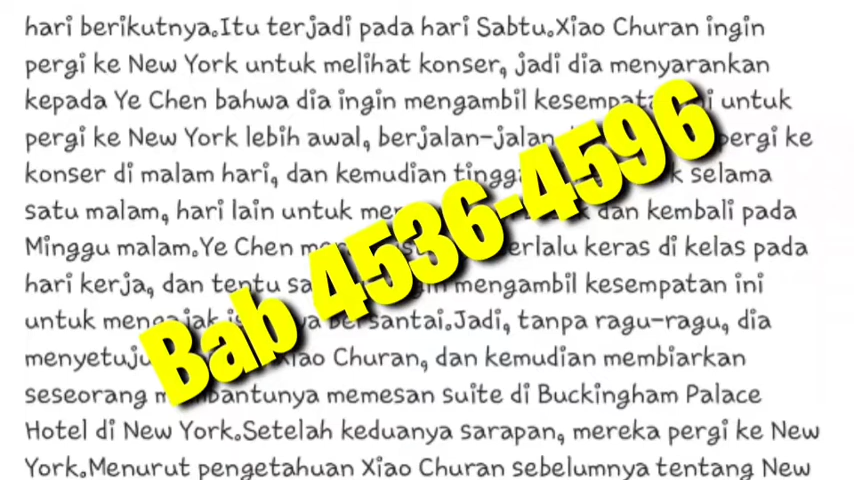 hari berikutnya.Itu terjadi pada hari Sabtu.Xiao Churan ingin
pergi ke New York untuk melihat konser, jadi dia menyarankan
kepada Ye Chen bahwa dia ingin mengambil kesempatan ini untuk
pergi ke New York lebih awal, berjalan-jalan, pergi ke
konser di malam hari, dan kemudian selama
satu malam, hari lain untuk dan kembali pada
Minggu malam.Ye Chen terlalu keras di kelas pada
hari kerja, dan tentu mengambil kesempatan ini
untuk mengajak bersantai.Jadi, tanpa ragu-ragu, dia
Xiao Churan, dan kemudian membiarkan
seseorang membantunya memesan suite di Buckingham Palace
Hotel di New York.Setelah keduanya sarapan, mereka pergi ke New
York.Menurut pengetahuan Xiao Churan sebelumnya tentang New
Bab 4536-4596